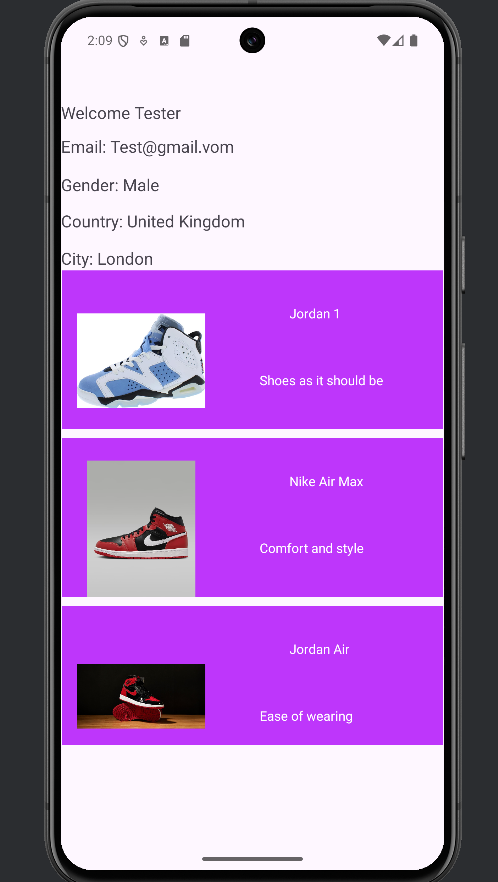 2:09
Welcome Tester
Email: Test@gmail.vom
Gender: Male
Country: United Kingdom
City: London
Jordan 1
Shoes as it should be
Nike Air Max
Comfort and style
Jordan Air
Ease of wearing